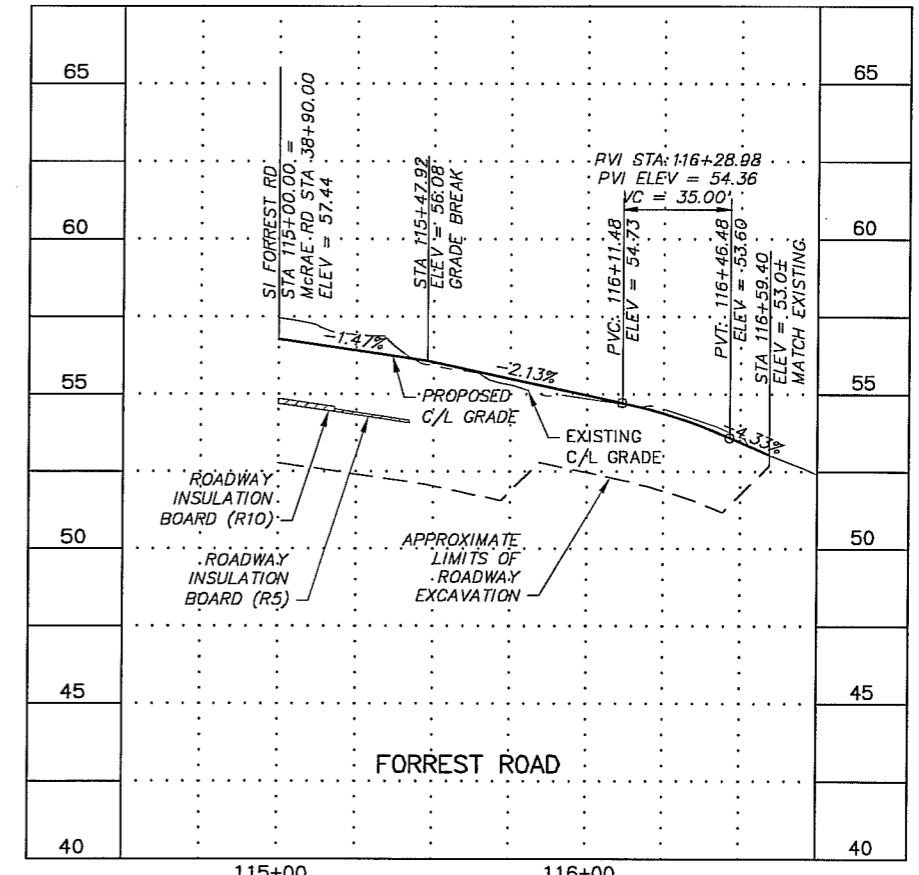 65
65
60
60
55
55
50
50
45
45
40
40
SI FORREST RD
STA 115+00.00 =
McRAE RD STA 38+90.00
ELEV = 57.44
STA 115+47.92
ELEV = 56.08
GRADE BREAK
PVI STA: 116+28.98
PVI ELEV = 54.36
VC = 35.00'
PVC: 116+11.48
ELEV = 54.73
PVT: 116+46.48
ELEV = 53.60
STA 116+59.40
ELEV = 53.0±
MATCH EXISTING
-1.47%
-2.13%
-4.33%
PROPOSED
C/L GRADE
EXISTING
C/L GRADE
ROADWAY
INSULATION
BOARD (R10)
ROADWAY
INSULATION
BOARD (R5)
APPROXIMATE
LIMITS OF
ROADWAY
EXCAVATION
FORREST ROAD
115+00
116+00